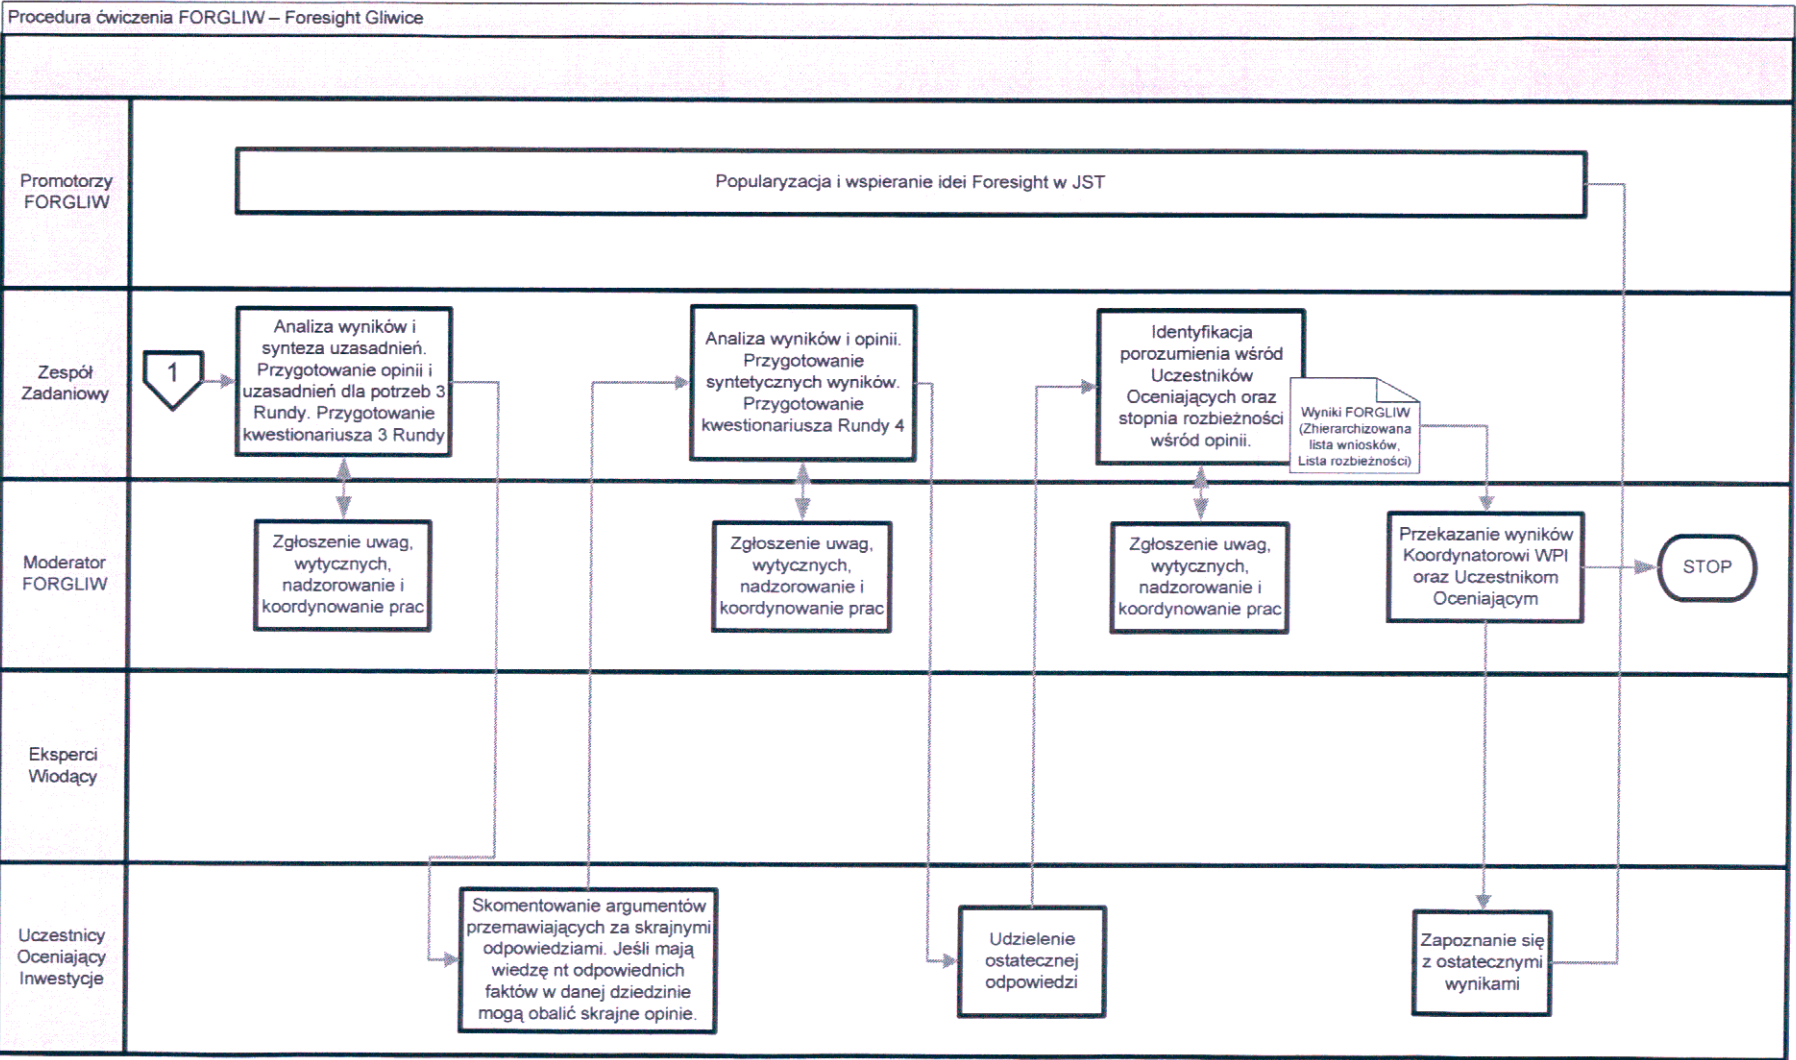 Procedura ćwiczenia FORGLIW – Foresight Gliwice
Promotorzy
FORGLIW
Popularyzacja i wspieranie idei Foresight w JST
Zespół
Zadaniowy
1
Analiza wyników i
synteza uzasadnień.
Przygotowanie opinii i
uzasadnień dla potrzeb 3
Rundy. Przygotowanie
kwestionariusza 3 Rundy
Analiza wyników i opinii.
Przygotowanie
syntetycznych wyników.
Przygotowanie
kwestionariusza Rundy 4
Identyfikacja
porozumienia wśród
Uczestników
Oceniających oraz
stopnia rozbieżności
wśród opinii.
Wyniki FORGLIW
(Zhierarchizowana
lista wniosków,
Lista rozbieżności)
Moderator
FORGLIW
Zgłoszenie uwag,
wytycznych,
nadzorowanie i
koordynowanie prac
Zgłoszenie uwag,
wytycznych,
nadzorowanie i
koordynowanie prac
Zgłoszenie uwag,
wytycznych,
nadzorowanie i
koordynowanie prac
Przekazanie wyników
Koordynatorowi WPI
oraz Uczestnikom
Oceniającym
STOP
Eksperci
Wiodący
Uczestnicy
Oceniający
Inwestycje
Skomentowanie argumentów
przemawiających za skrajnymi
odpowiedziami. Jeśli mają
wiedzę nt odpowiednich
faktów w danej dziedzinie
mogą obalić skrajne opinie.
Udzielenie
ostatecznej
odpowiedzi
Zapoznanie się
z ostatecznymi
wynikami